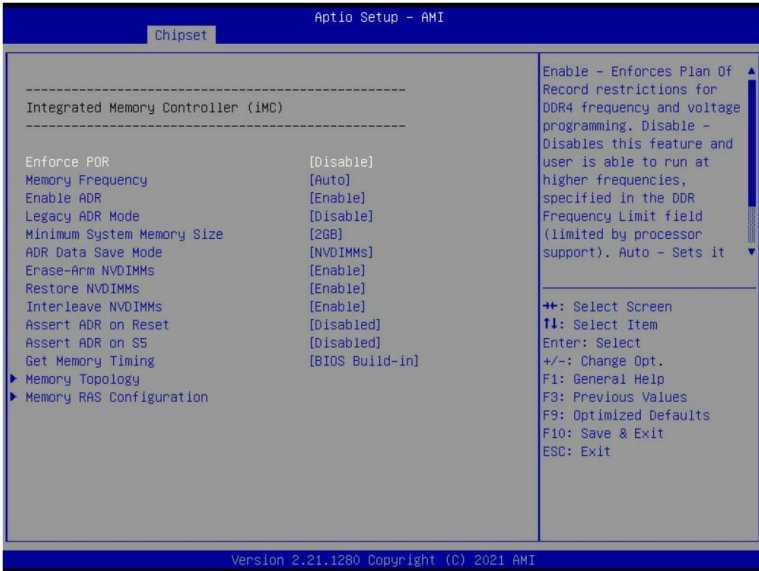 Aptio Setup – AMI
Chipset
------------------------------------------------
Integrated Memory Controller (iMC)
------------------------------------------------
Enforce POR [Disable]
Memory Frequency [Auto]
Enable ADR [Enable]
Legacy ADR Mode [Disable]
Minimum System Memory Size [2GB]
ADR Data Save Mode [NVDIMMs]
Erase-Arm NVDIMMs [Enable]
Restore NVDIMMs [Enable]
Interleave NVDIMMs [Enable]
Assert ADR on Reset [Disabled]
Assert ADR on S5 [Disabled]
Get Memory Timing [BIOS Build-in]
Memory Topology
Memory RAS Configuration
Enable – Enforces Plan Of
Record restrictions for
DDR4 frequency and voltage
programming. Disable –
Disables this feature and
user is able to run at
higher frequencies,
specified in the DDR
Frequency Limit field
(limited by processor
support). Auto – Sets it
→←: Select Screen
↑↓: Select Item
Enter: Select
+/-: Change Opt.
F1: General Help
F3: Previous Values
F9: Optimized Defaults
F10: Save & Exit
ESC: Exit
Version 2.21.1280 Copyright (C) 2021 AMI